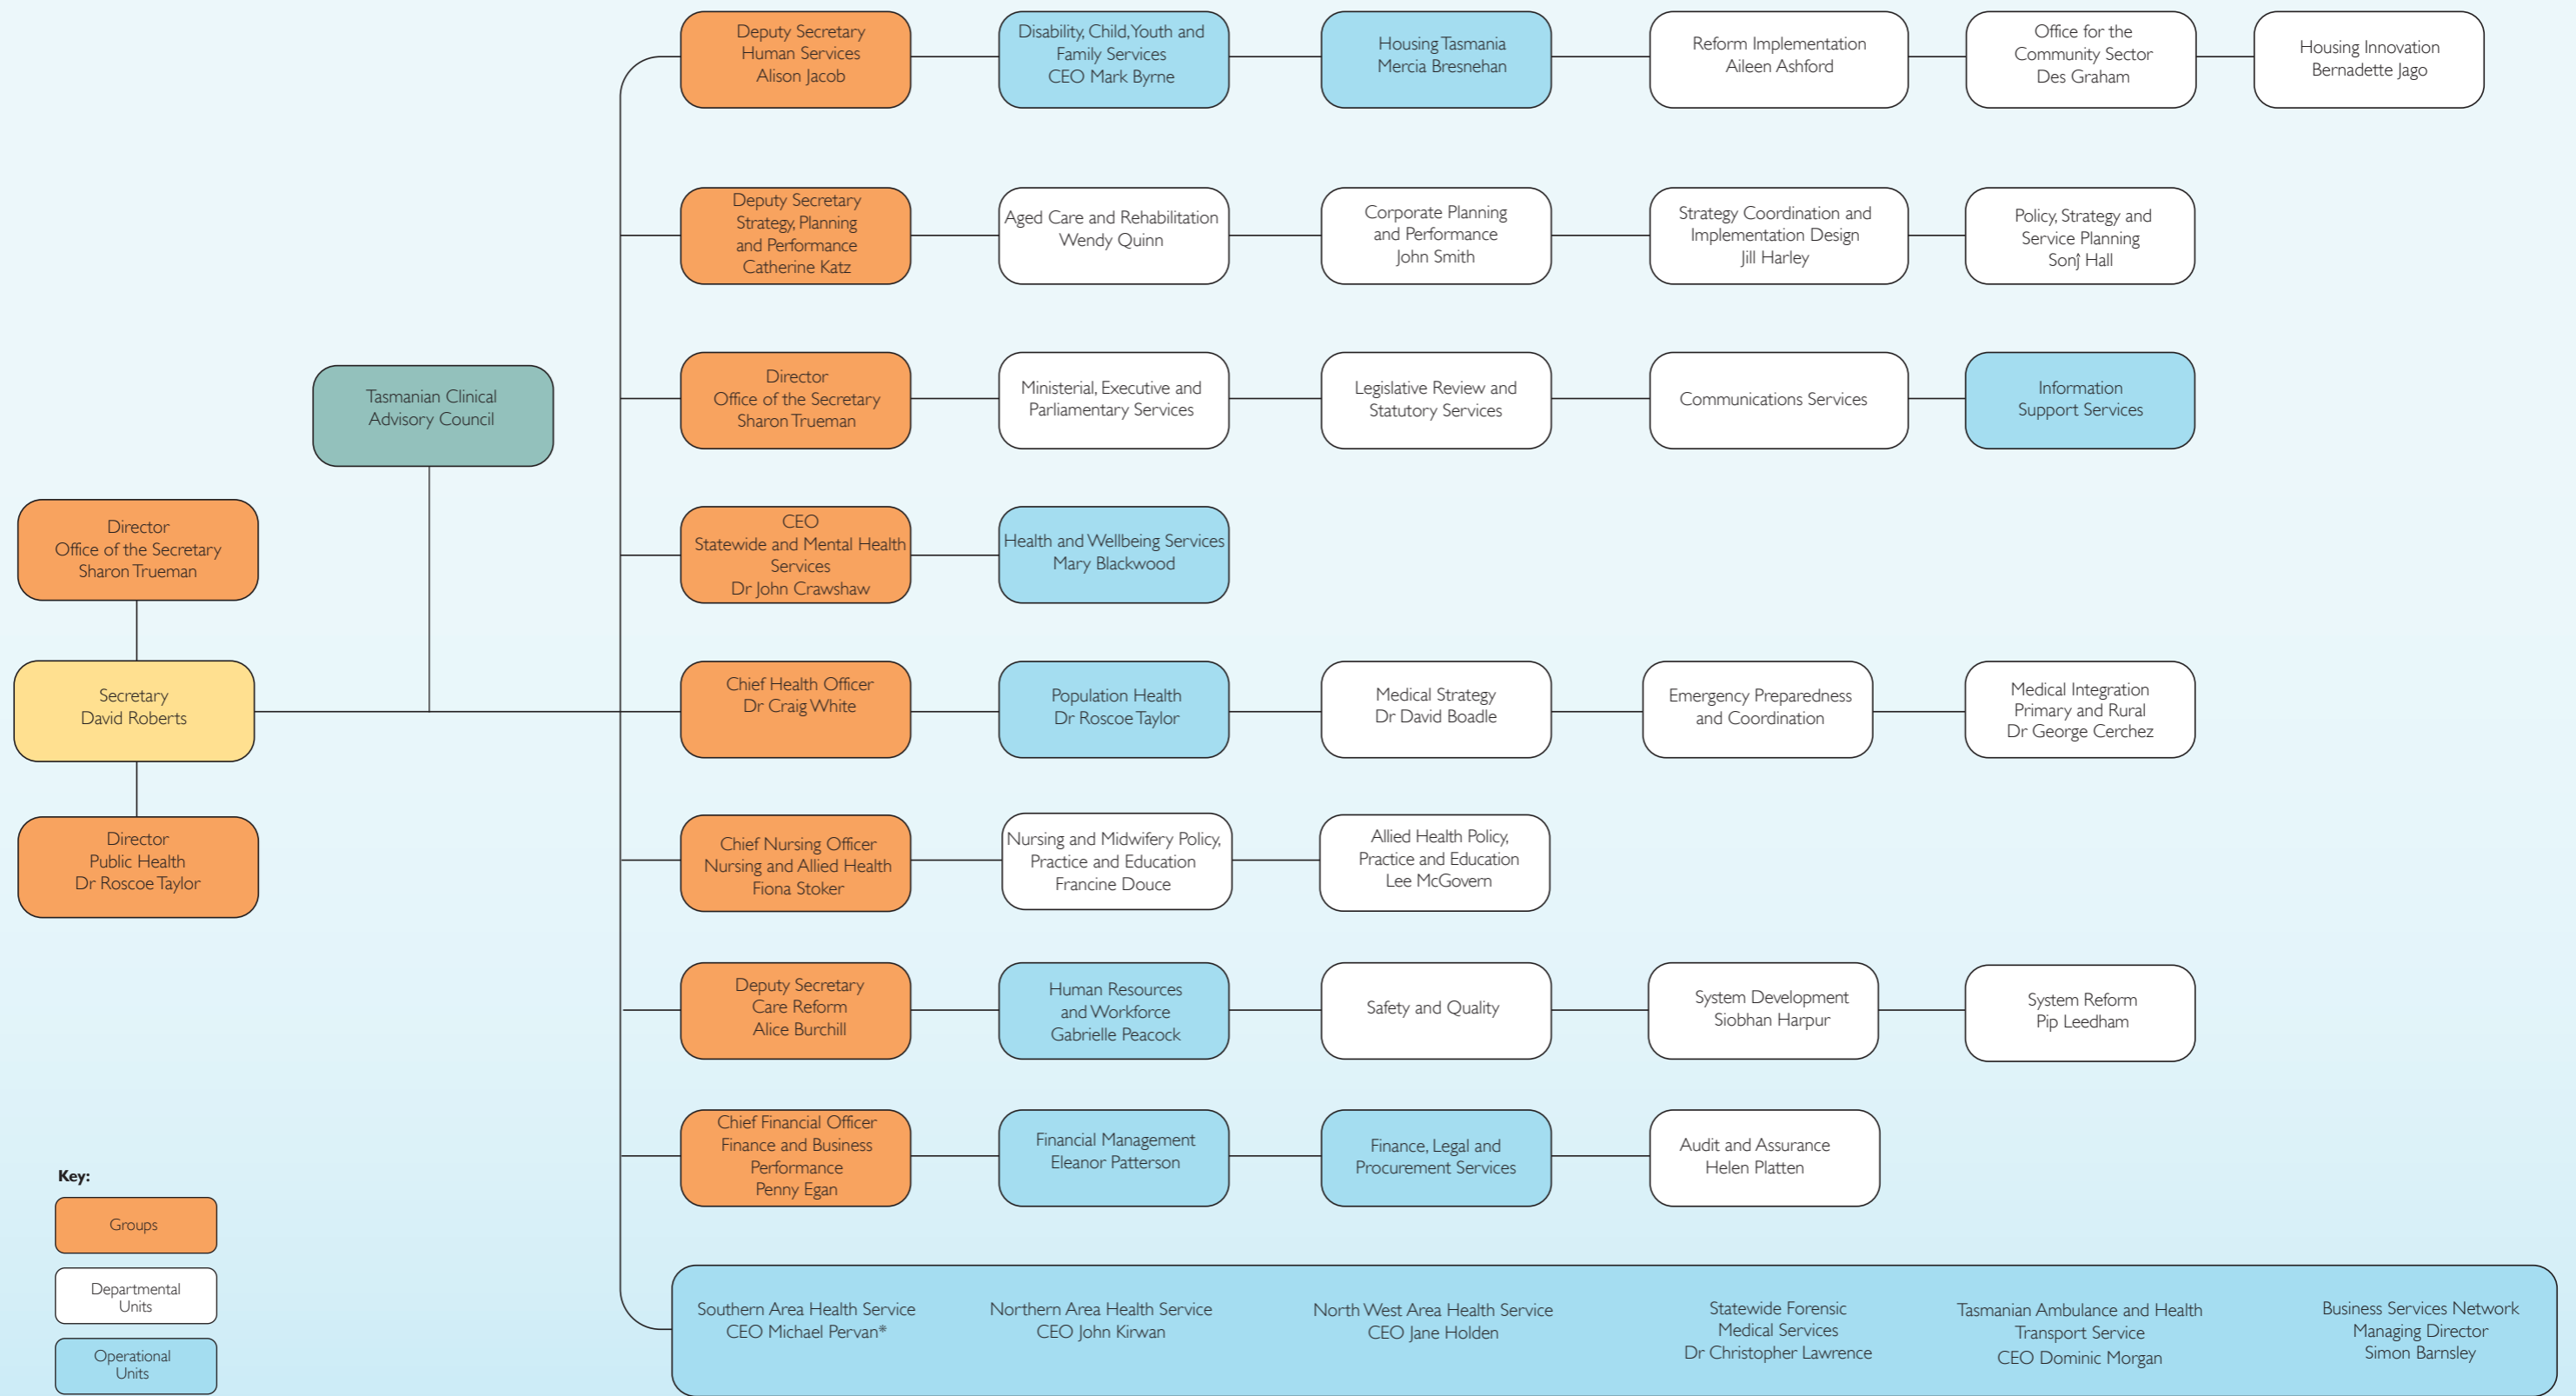 Deputy Secretary
Human Services
Alison Jacob
Disability, Child, Youth and
Family Services
CEO Mark Byrne
Housing Tasmania
Mercia Bresnehan
Reform Implementation
Aileen Ashford
Office for the
Community Sector
Des Graham
Housing Innovation
Bernadette Jago
Deputy Secretary
Strategy, Planning
and Performance
Catherine Katz
Aged Care and Rehabilitation
Wendy Quinn
Corporate Planning
and Performance
John Smith
Strategy Coordination and
Implementation Design
Jill Harley
Policy, Strategy and
Service Planning
Sonĵ Hall
Tasmanian Clinical
Advisory Council
Director
Office of the Secretary
Sharon Trueman
Ministerial, Executive and
Parliamentary Services
Legislative Review and
Statutory Services
Communications Services
Information
Support Services
Director
Office of the Secretary
Sharon Trueman
CEO
Statewide and Mental Health
Services
Dr John Crawshaw
Health and Wellbeing Services
Mary Blackwood
Secretary
David Roberts
Chief Health Officer
Dr Craig White
Population Health
Dr Roscoe Taylor
Medical Strategy
Dr David Boadle
Emergency Preparedness
and Coordination
Medical Integration
Primary and Rural
Dr George Cerchez
Director
Public Health
Dr Roscoe Taylor
Chief Nursing Officer
Nursing and Allied Health
Fiona Stoker
Nursing and Midwifery Policy,
Practice and Education
Francine Douce
Allied Health Policy,
Practice and Education
Lee McGovern
Deputy Secretary
Care Reform
Alice Burchill
Human Resources
and Workforce
Gabrielle Peacock
Safety and Quality
System Development
Siobhan Harpur
System Reform
Pip Leedham
Chief Financial Officer
Finance and Business
Performance
Penny Egan
Financial Management
Eleanor Patterson
Finance, Legal and
Procurement Services
Audit and Assurance
Helen Platten
Key:
Groups
Departmental
Units
Operational
Units
Southern Area Health Service
CEO Michael Pervan*
Northern Area Health Service
CEO John Kirwan
North West Area Health Service
CEO Jane Holden
Statewide Forensic
Medical Services
Dr Christopher Lawrence
Tasmanian Ambulance and Health
Transport Service
CEO Dominic Morgan
Business Services Network
Managing Director
Simon Barnsley